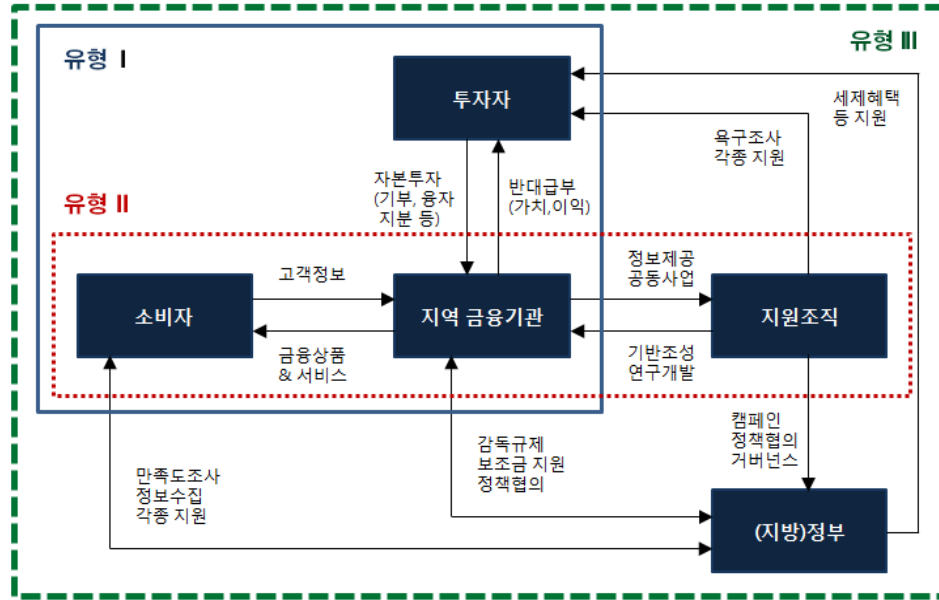 유형 I
유형 III
투자자
세제혜택
등 지원
욕구조사
각종 지원
자본투자
(기부, 융자
지분 등)
반대급부
(가치,이익)
유형 II
고객정보
정보제공
공동사업
소비자
지역 금융기관
지원조직
금융상품
& 서비스
기반조성
연구개발
만족도조사
정보수집
각종 지원
감독규제
보조금 지원
정책협의
캠페인
정책협의
거버넌스
(지방)정부